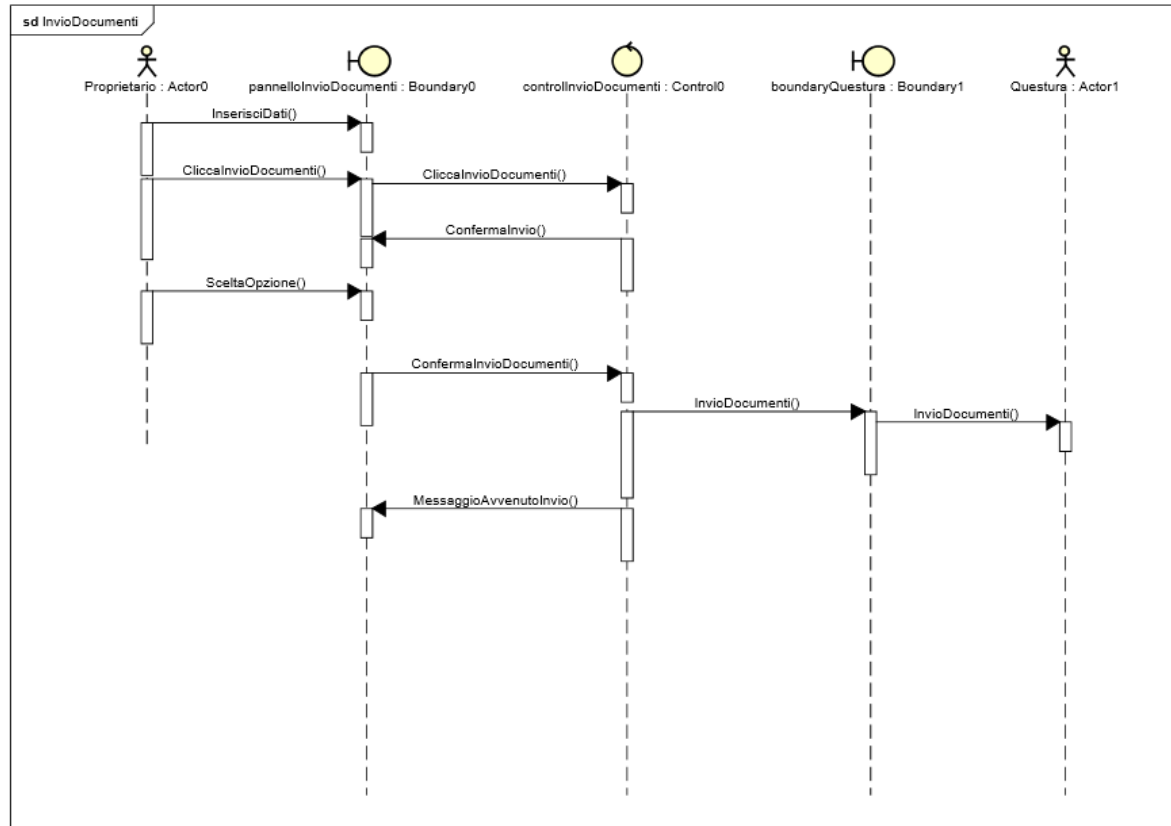 sd InvioDocumenti
Proprietario : Actor0
pannelloInvioDocumenti : Boundary0
controlInvioDocumenti : Control0
boundaryQuestura : Boundary1
Questura : Actor1
InserisciDati()
CliccaInvioDocumenti()
CliccaInvioDocumenti()
ConfermaInvio()
SceltaOpzione()
ConfermaInvioDocumenti()
InvioDocumenti()
InvioDocumenti()
MessaggioAvvenutoInvio()